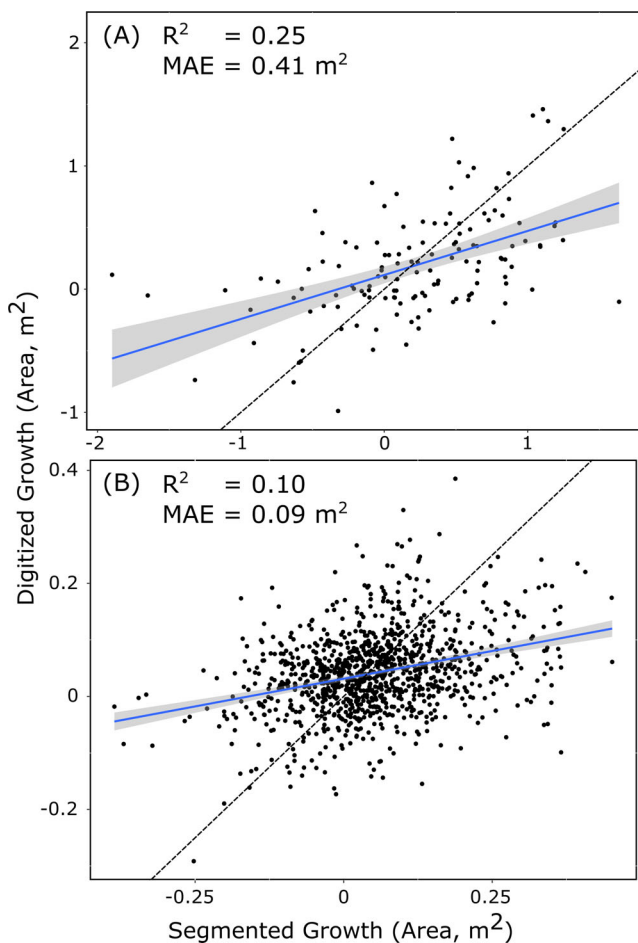 (A) R² = 0.25
MAE = 0.41 m²
2
1
0
-1
-2 -1 0 1
Digitized Growth (Area, m²)
(B) R² = 0.10
MAE = 0.09 m²
0.4
0.2
0
-0.2
-0.25 0 0.25
Segmented Growth (Area, m²)